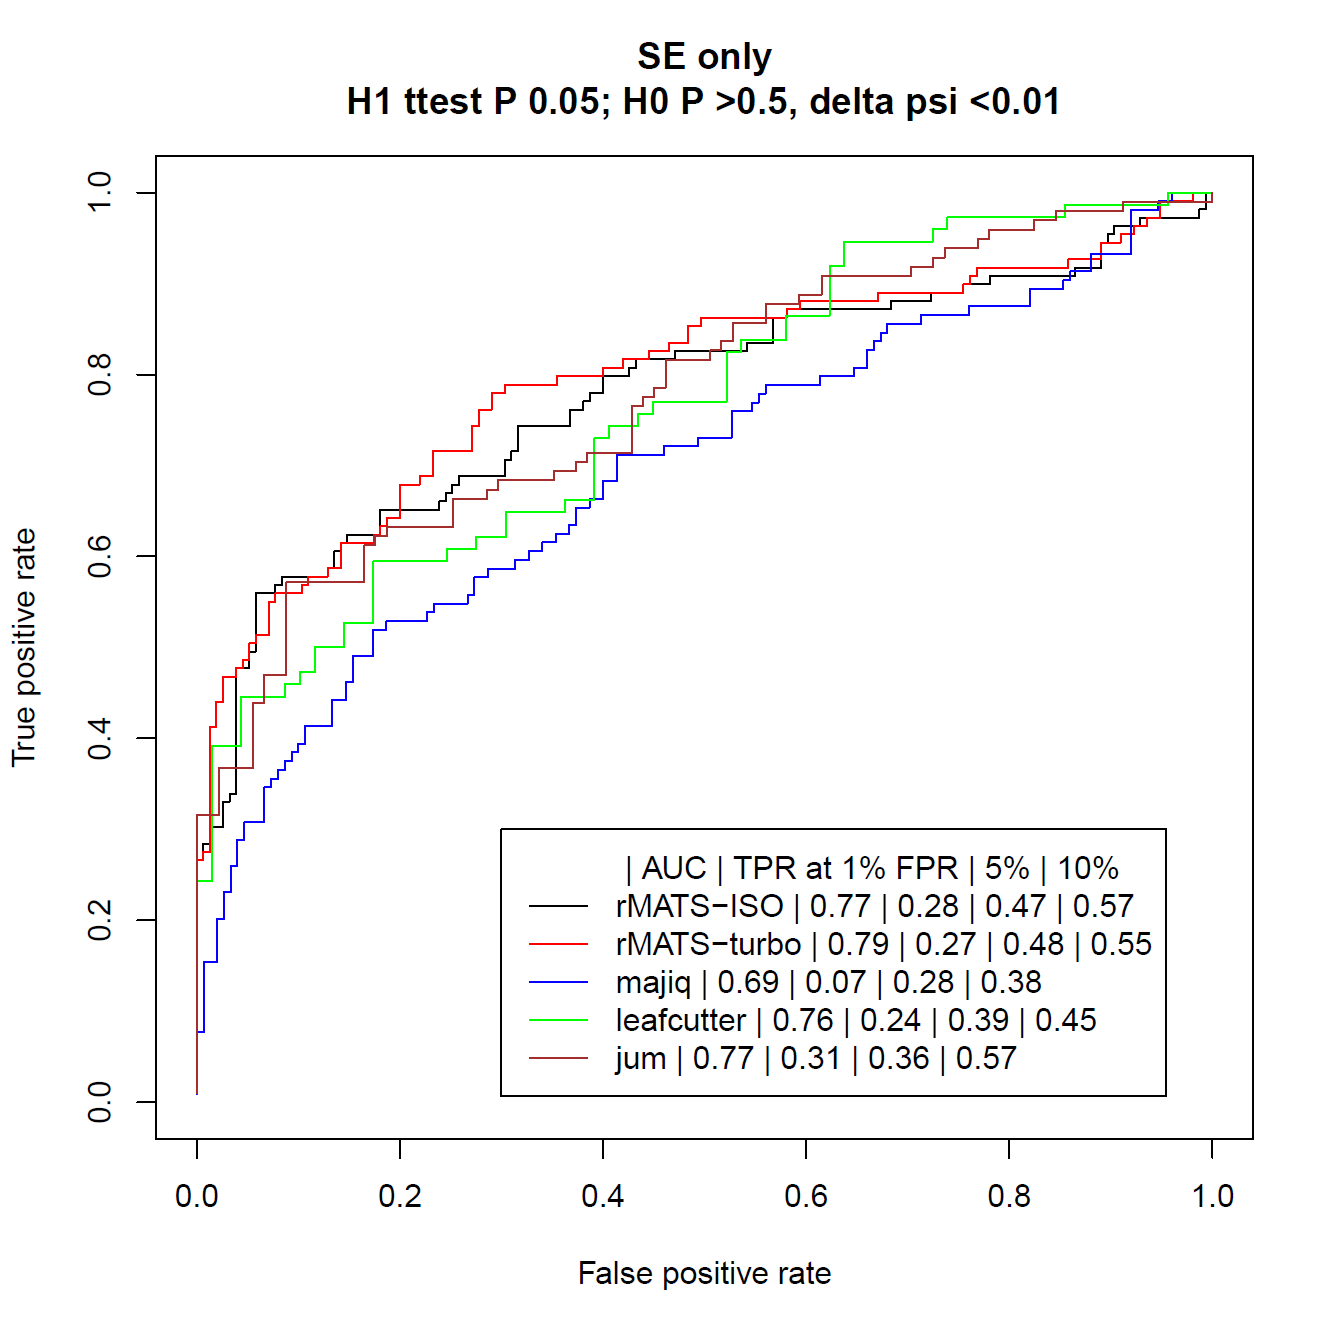 SE only
H1 ttest P 0.05; H0 P >0.5, delta psi <0.01
True positive rate
1.0
0.8
0.6
0.4
0.2
0.0
| AUC | TPR at 1% FPR | 5% | 10%
rMATS−ISO | 0.77 | 0.28 | 0.47 | 0.57
rMATS−turbo | 0.79 | 0.27 | 0.48 | 0.55
majiq | 0.69 | 0.07 | 0.28 | 0.38
leafcutter | 0.76 | 0.24 | 0.39 | 0.45
jum | 0.77 | 0.31 | 0.36 | 0.57
0.0 0.2 0.4 0.6 0.8 1.0
False positive rate